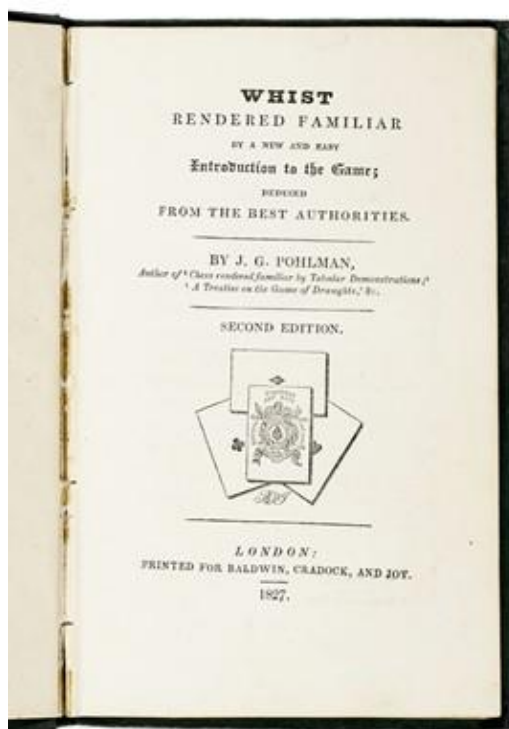 WHIST
RENDERED FAMILIAR
BY A NEW AND EASY
Introduction to the Game;
DEDUCED
FROM THE BEST AUTHORITIES.
BY J. G. POHLMAN,
Author of 'Chess rendered familiar by Tabular Demonstrations;'
'A Treatise on the Game of Draughts,' &c.
SECOND EDITION.
LONDON:
PRINTED FOR BALDWIN, CRADOCK, AND JOY.
1827.